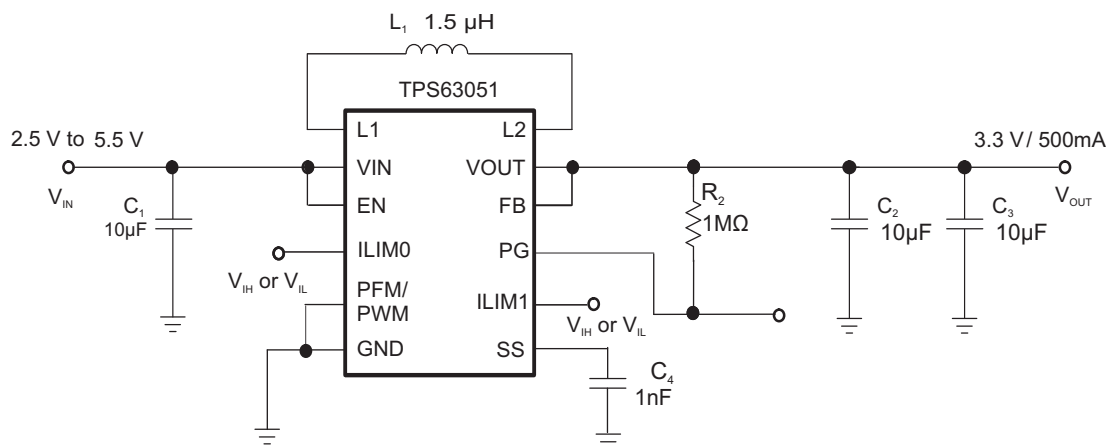 L₁ 1.5 µH
TPS63051
L1
L2
2.5 V to 5.5 V
3.3 V / 500mA
VIN
VOUT
V_IN
V_OUT
EN
FB
C₁
10µF
R₂
1MΩ
C₂
10µF
C₃
10µF
ILIM0
PG
V_IH or V_IL
PFM/
PWM
ILIM1
V_IH or V_IL
GND
SS
C₄
1nF